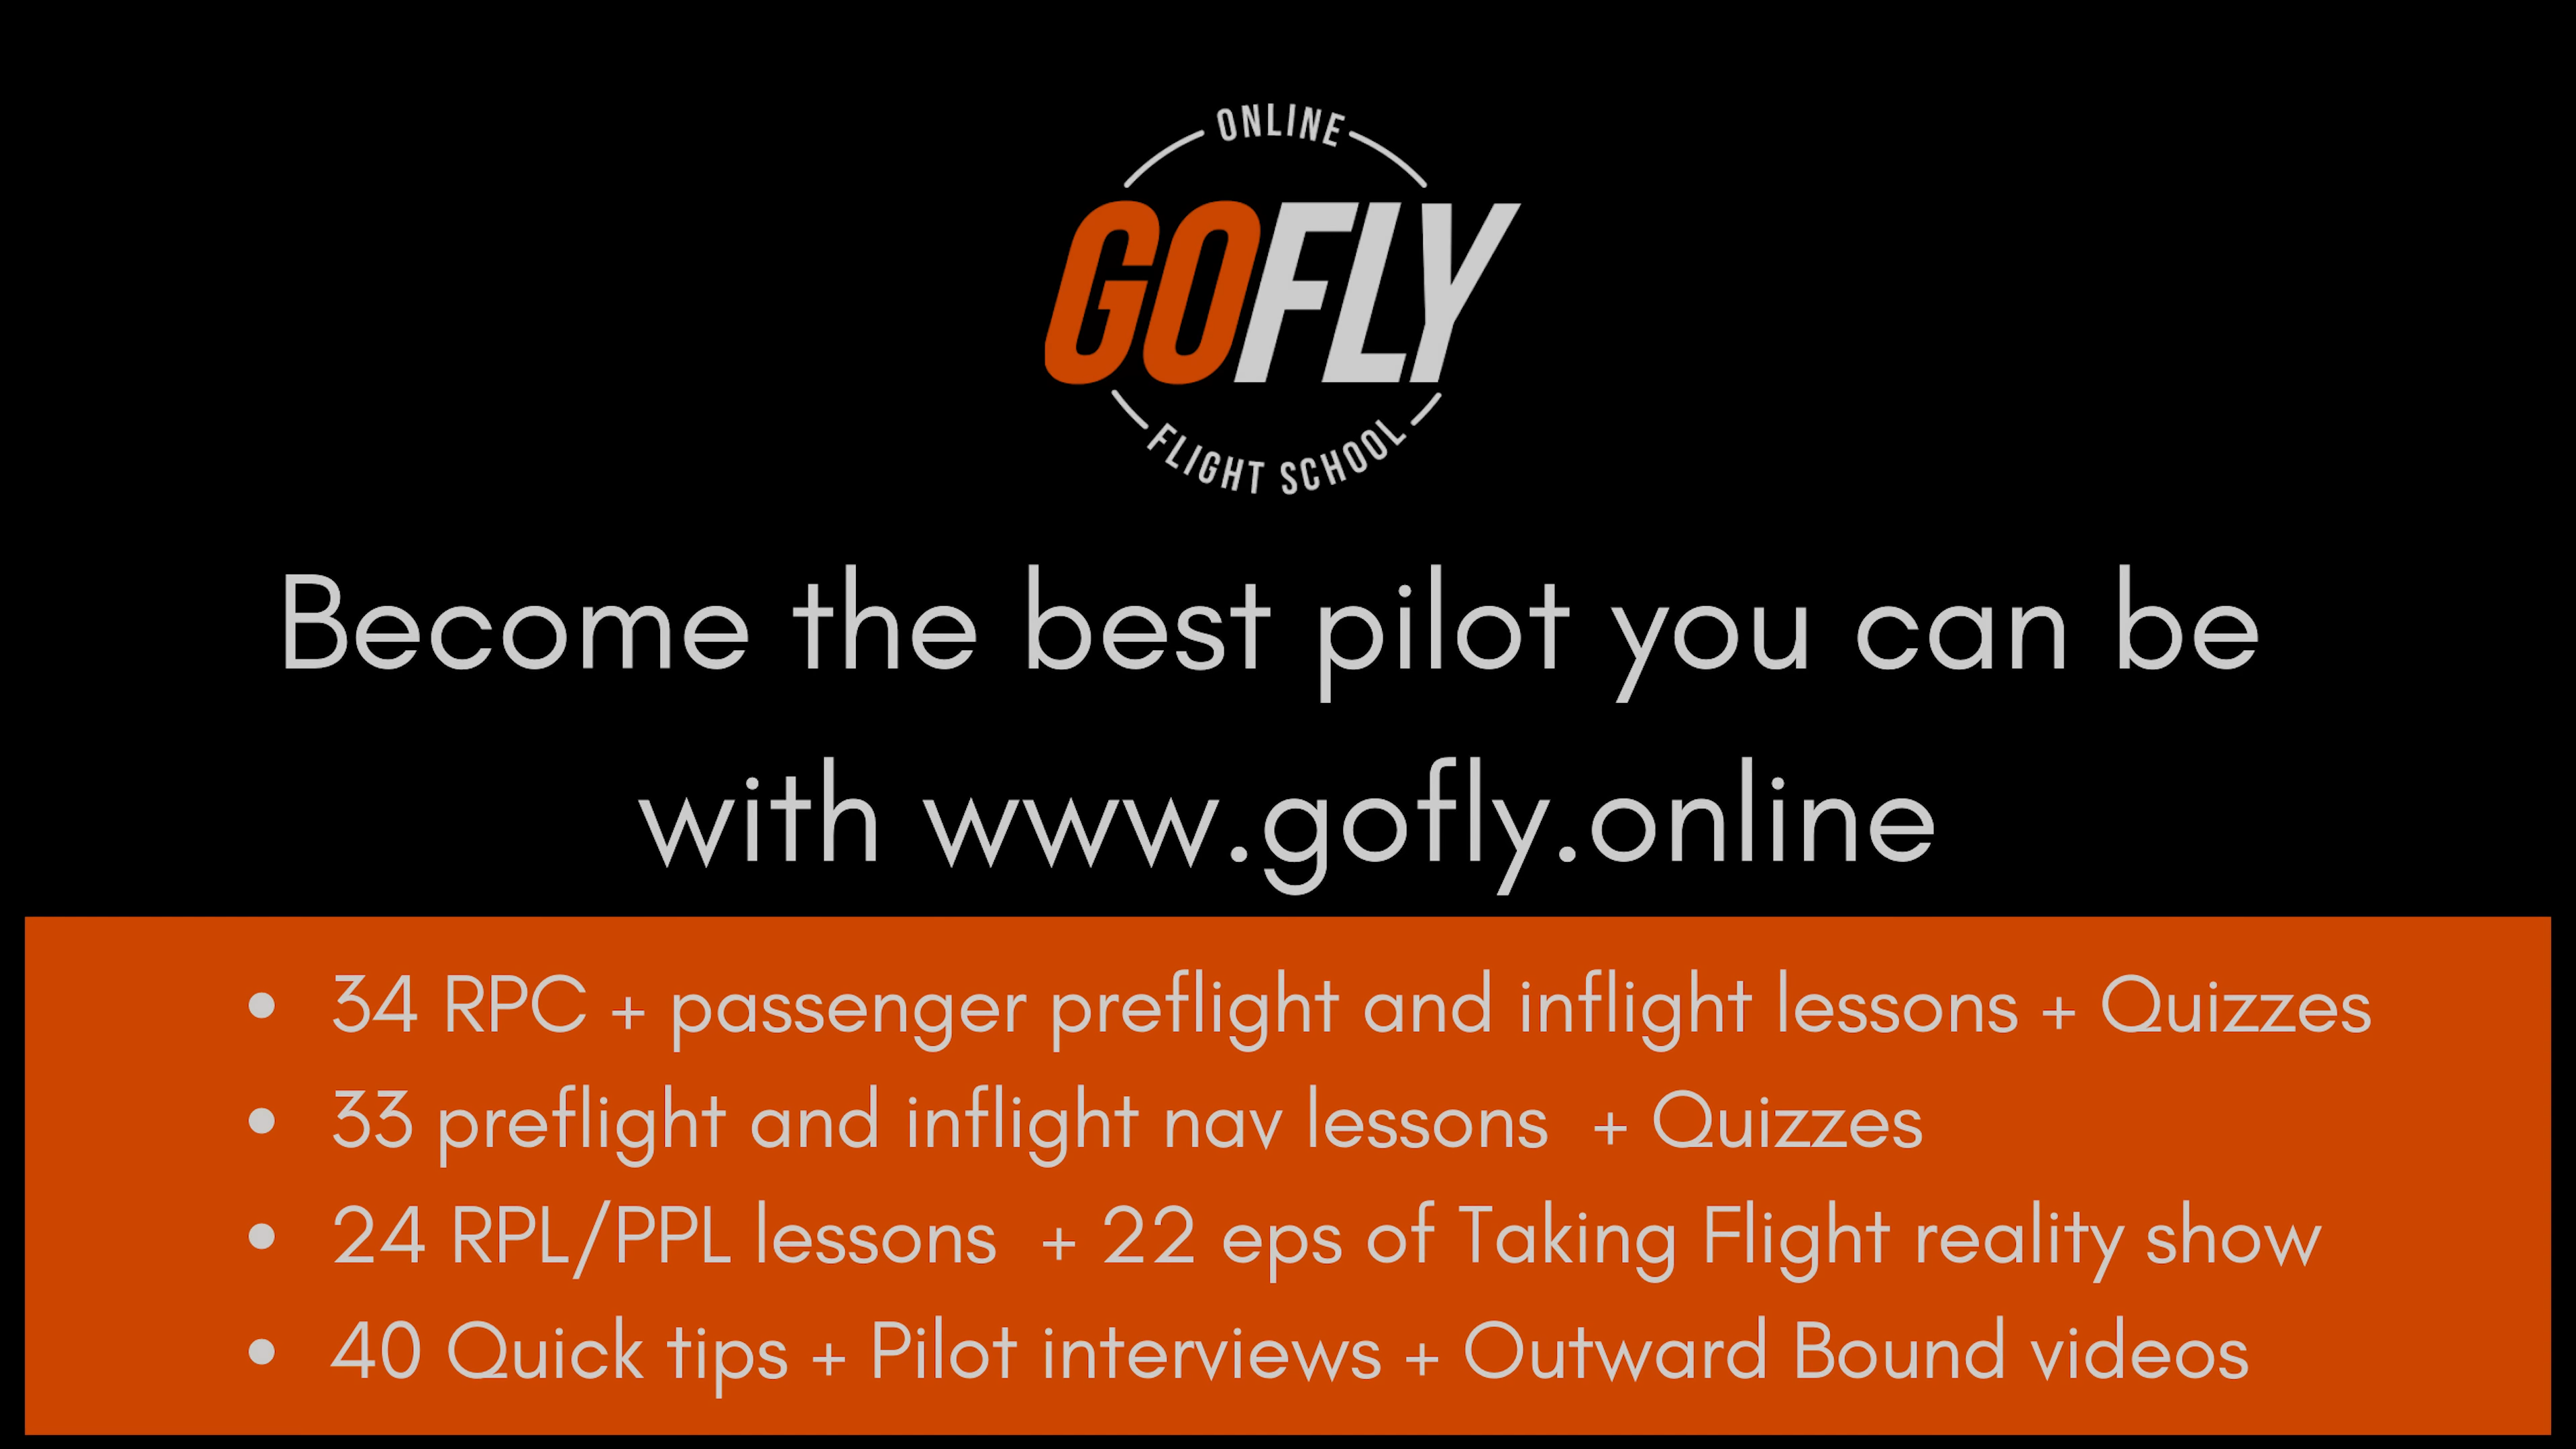 ONLINE
GOFLY
FLIGHT SCHOOL
Become the best pilot you can be
with www.gofly.online
• 34 RPC + passenger preflight and inflight lessons + Quizzes
• 33 preflight and inflight nav lessons + Quizzes
• 24 RPL/PPL lessons + 22 eps of Taking Flight reality show
• 40 Quick tips + Pilot interviews + Outward Bound videos